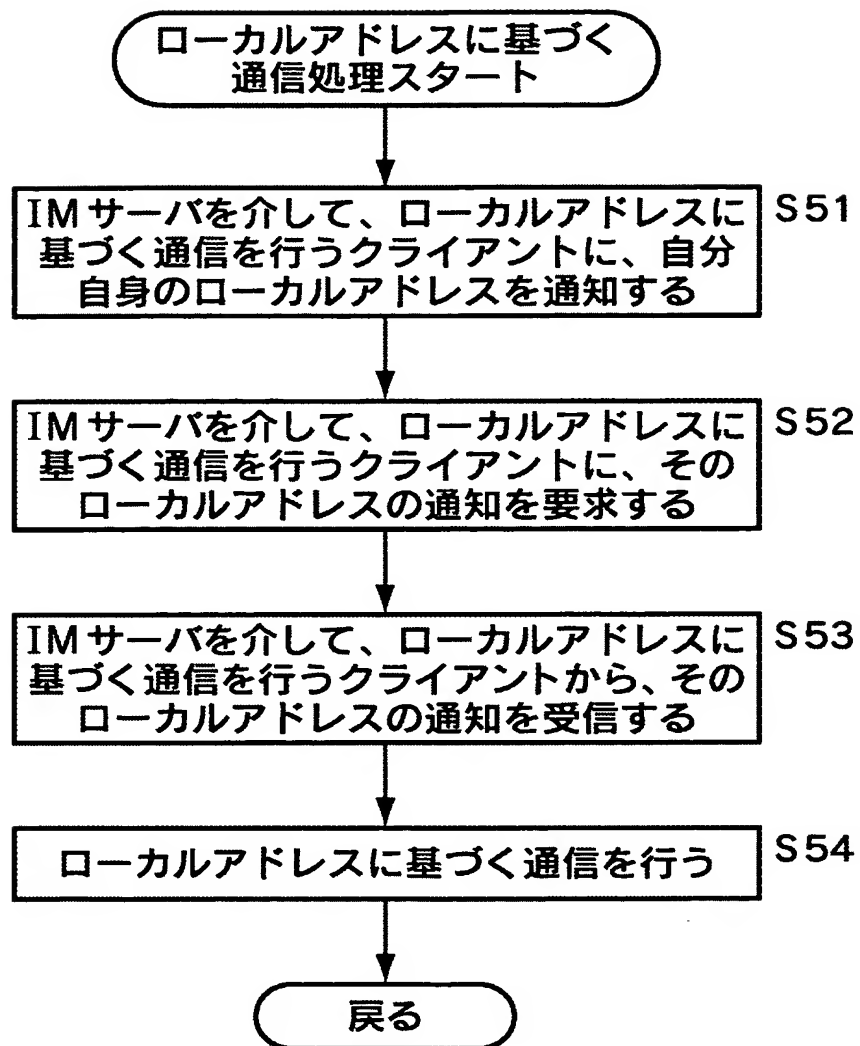 ローカルアドレスに基づく
通信処理スタート
IMサーバを介して、ローカルアドレスに
基づく通信を行うクライアントに、自分
自身のローカルアドレスを通知する
S51
IMサーバを介して、ローカルアドレスに
基づく通信を行うクライアントに、その
ローカルアドレスの通知を要求する
S52
IMサーバを介して、ローカルアドレスに
基づく通信を行うクライアントから、その
ローカルアドレスの通知を受信する
S53
ローカルアドレスに基づく通信を行う
S54
戻る